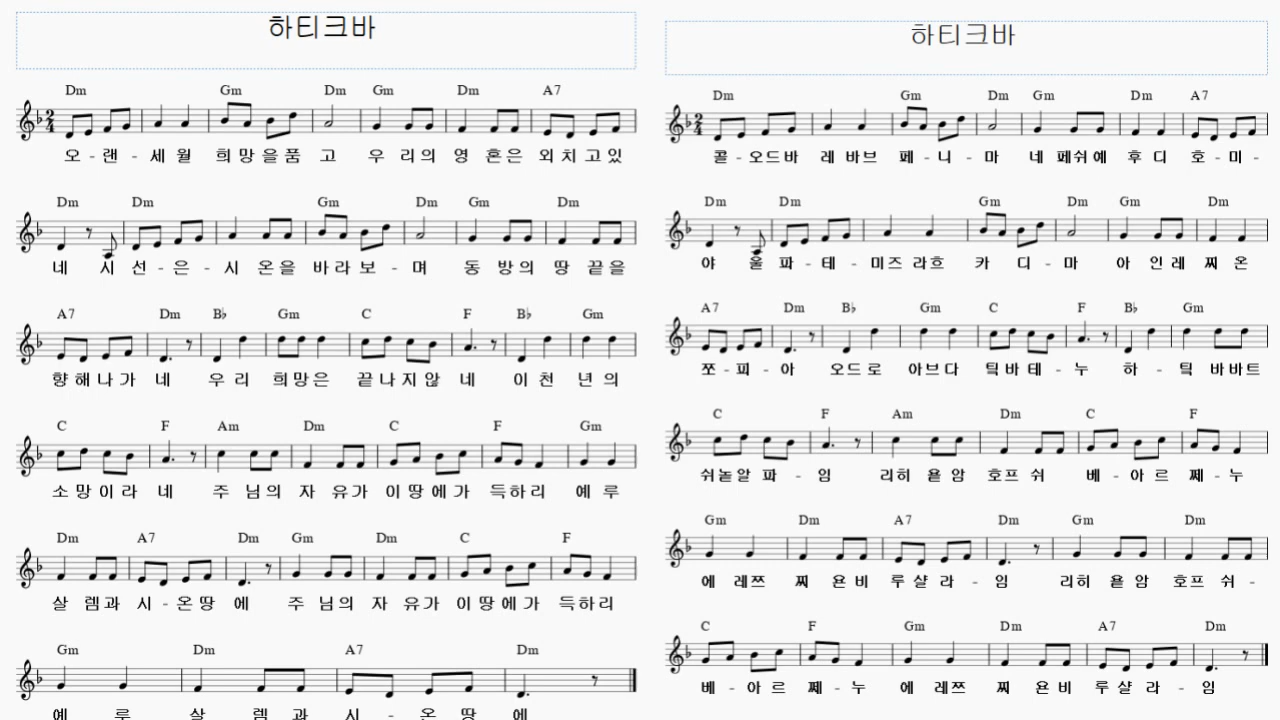 하티크바
Dm Gm Dm Gm Dm A7
2 4
오 - 랜 - 세 월 희 망 을 품 고 우 리 의 영 혼 은 외 치 고 있
Dm Dm Gm Dm Gm Dm
네 시 선 - 은 - 시 온 을 바 라 보 - 며 동 방 의 땅 끝 을
A7 Dm B♭ Gm C F B♭ Gm
향 해 나 가 네 우 리 희 망 은 끝 나 지 않 네 이 천 년 의
C F Am Dm C F Gm
소 망 이 라 네 주 님 의 자 유 가 이 땅 에 가 득 하 리 예 루
Dm A7 Dm Gm Dm C F
살 렘 과 시 - 온 땅 에 주 님 의 자 유 가 이 땅 에 가 득 하 리
Gm Dm A7 Dm
예 루 살 렘 과 시 - 온 땅 에
하티크바
Dm Gm Dm Gm Dm A7
2 4
콜 - 오 드 바 레 바 브 페 - 니 - 마 네 페 쉬 예 후 디 호 - 미 -
Dm Dm Gm Dm Gm Dm
야 울 파 - 테 - 미 즈 라 흐 카 디 - 마 아 인 레 찌 온
A7 Dm B♭ Gm C F B♭ Gm
쪼 - 피 - 아 오 드 로 아 브 다 틱 바 테 - 누 하 - 틱 바 바 트
C F Am Dm C F
쉬 놑 알 파 - 임 리 히 욭 암 호 프 쉬 베 - 아 르 쩨 - 누
Gm Dm A7 Dm Gm Dm
에 레 쯔 찌 욘 비 루 샬 라 - 임 리 히 욭 암 호 프 쉬 -
C F Gm Dm A7 Dm
베 - 아 르 쩨 - 누 에 레 쯔 찌 욘 비 루 샬 라 - 임